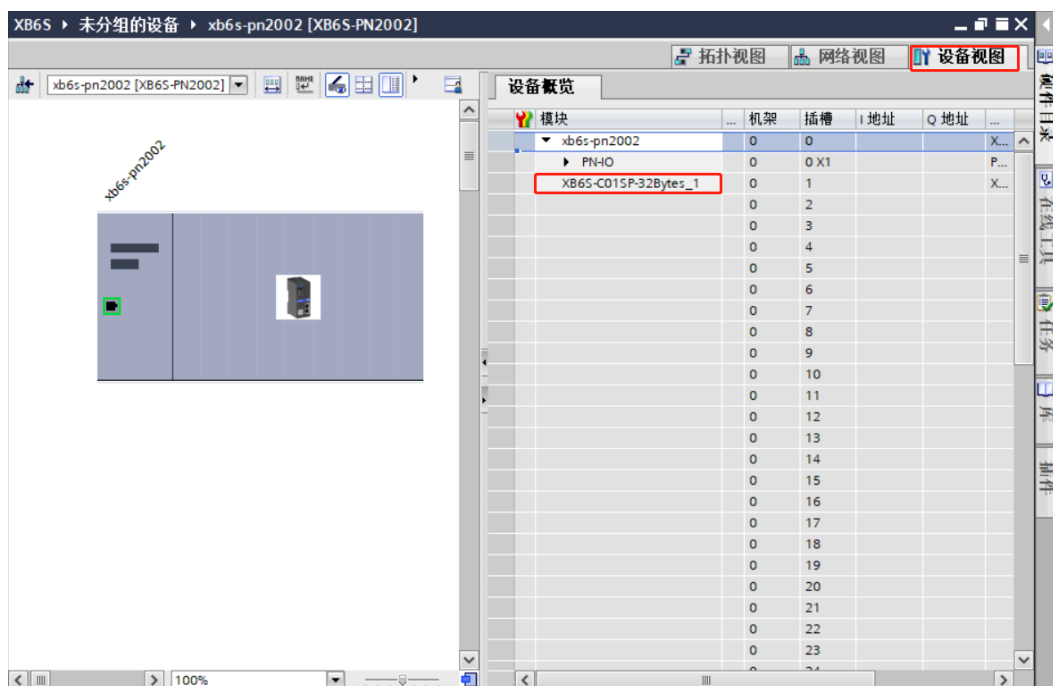 XB6S ▸ 未分组的设备 ▸ xb6s-pn2002 [XB6S-PN2002]
拓扑视图 网络视图 设备视图
xb6s-pn2002 [XB6S-PN2002]
设备概览
模块 ... 机架 插槽 I 地址 Q 地址 ...
xb6s-pn2002 0 0 X...
PN-IO 0 0 X1 P...
XB6S-C01SP-32Bytes_1 0 1 X...
0 2
0 3
0 4
0 5
0 6
0 7
0 8
0 9
0 10
0 11
0 12
0 13
0 14
0 15
0 16
0 17
0 18
0 19
0 20
0 21
0 22
0 23
xb6s-pn2002
100%
硬件目录
在线工具
任务
库
插件